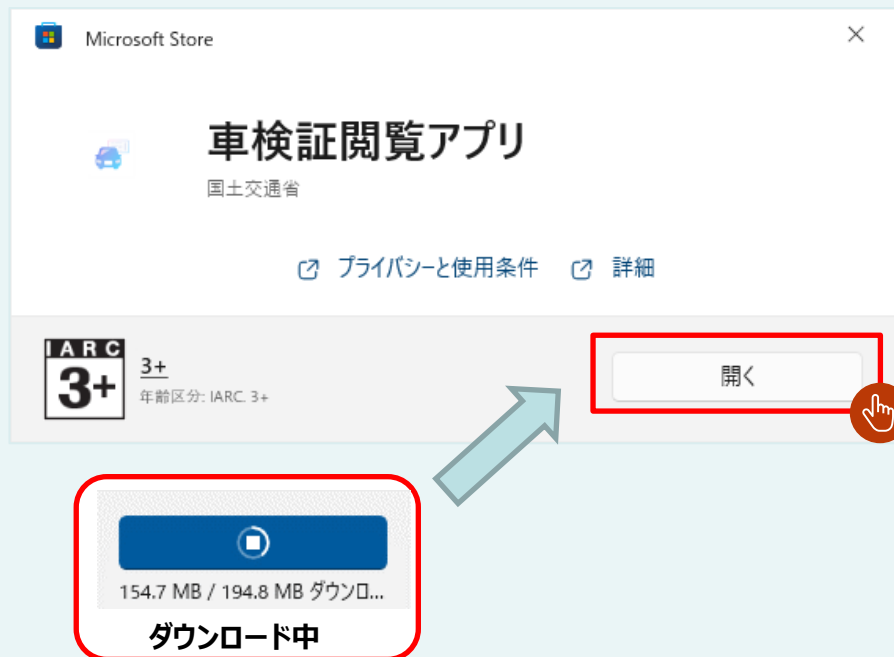 Microsoft Store
車検証閲覧アプリ
国土交通省
プライバシーと使用条件 詳細
IARC
3+
3+
年齢区分: IARC. 3+
開く
154.7 MB / 194.8 MB ダウンロ...
ダウンロード中